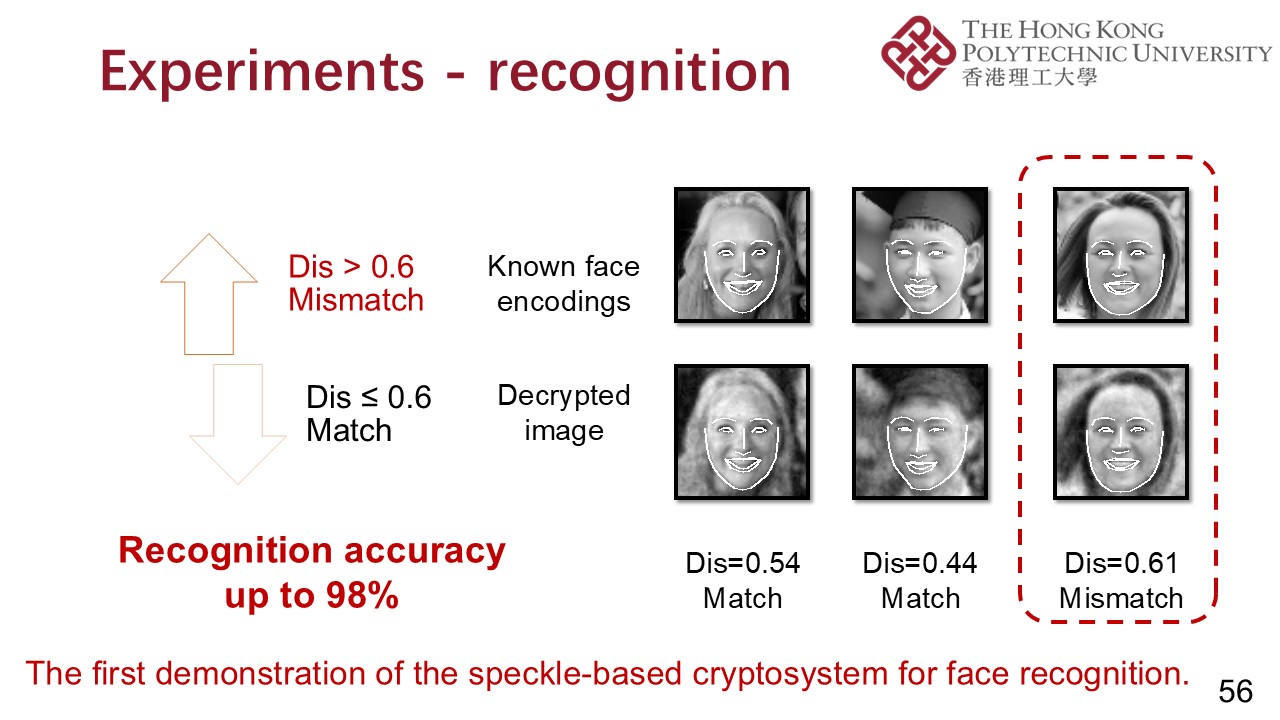 Experiments - recognition
THE HONG KONG
POLYTECHNIC UNIVERSITY
香港理工大學
Dis > 0.6
Mismatch
Known face
encodings
Dis ≤ 0.6
Match
Decrypted
image
Recognition accuracy
up to 98%
Dis=0.54
Match
Dis=0.44
Match
Dis=0.61
Mismatch
The first demonstration of the speckle-based cryptosystem for face recognition.
56